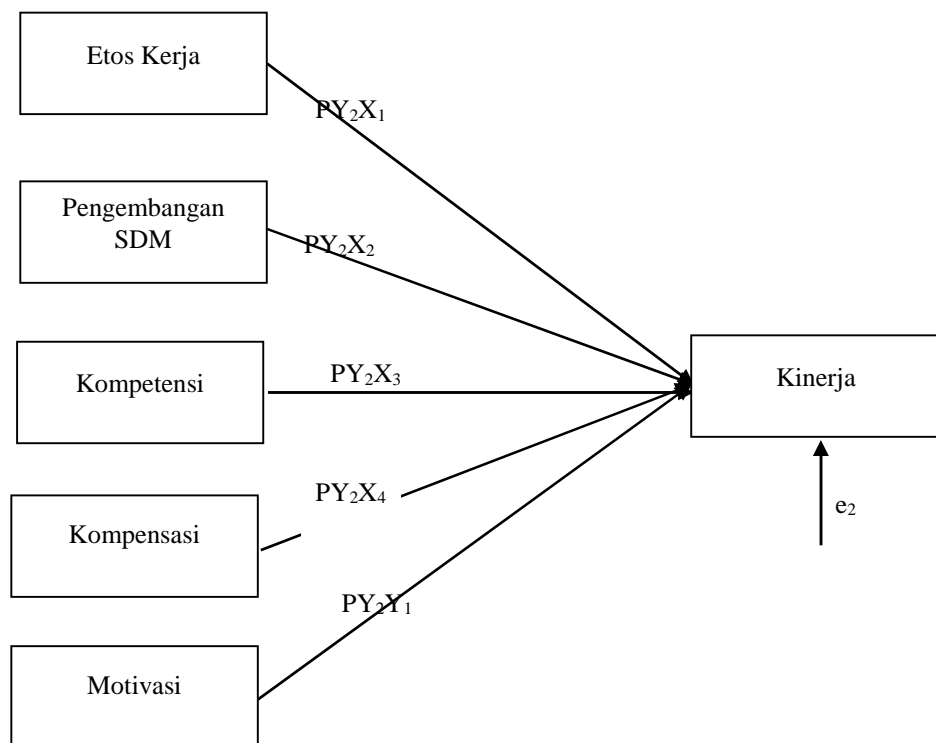 Etos Kerja
PY₂X₁
Pengembangan
SDM
PY₂X₂
Kompetensi
PY₂X₃
Kinerja
Kompensasi
PY₂X₄
e₂
Motivasi
PY₂Y₁